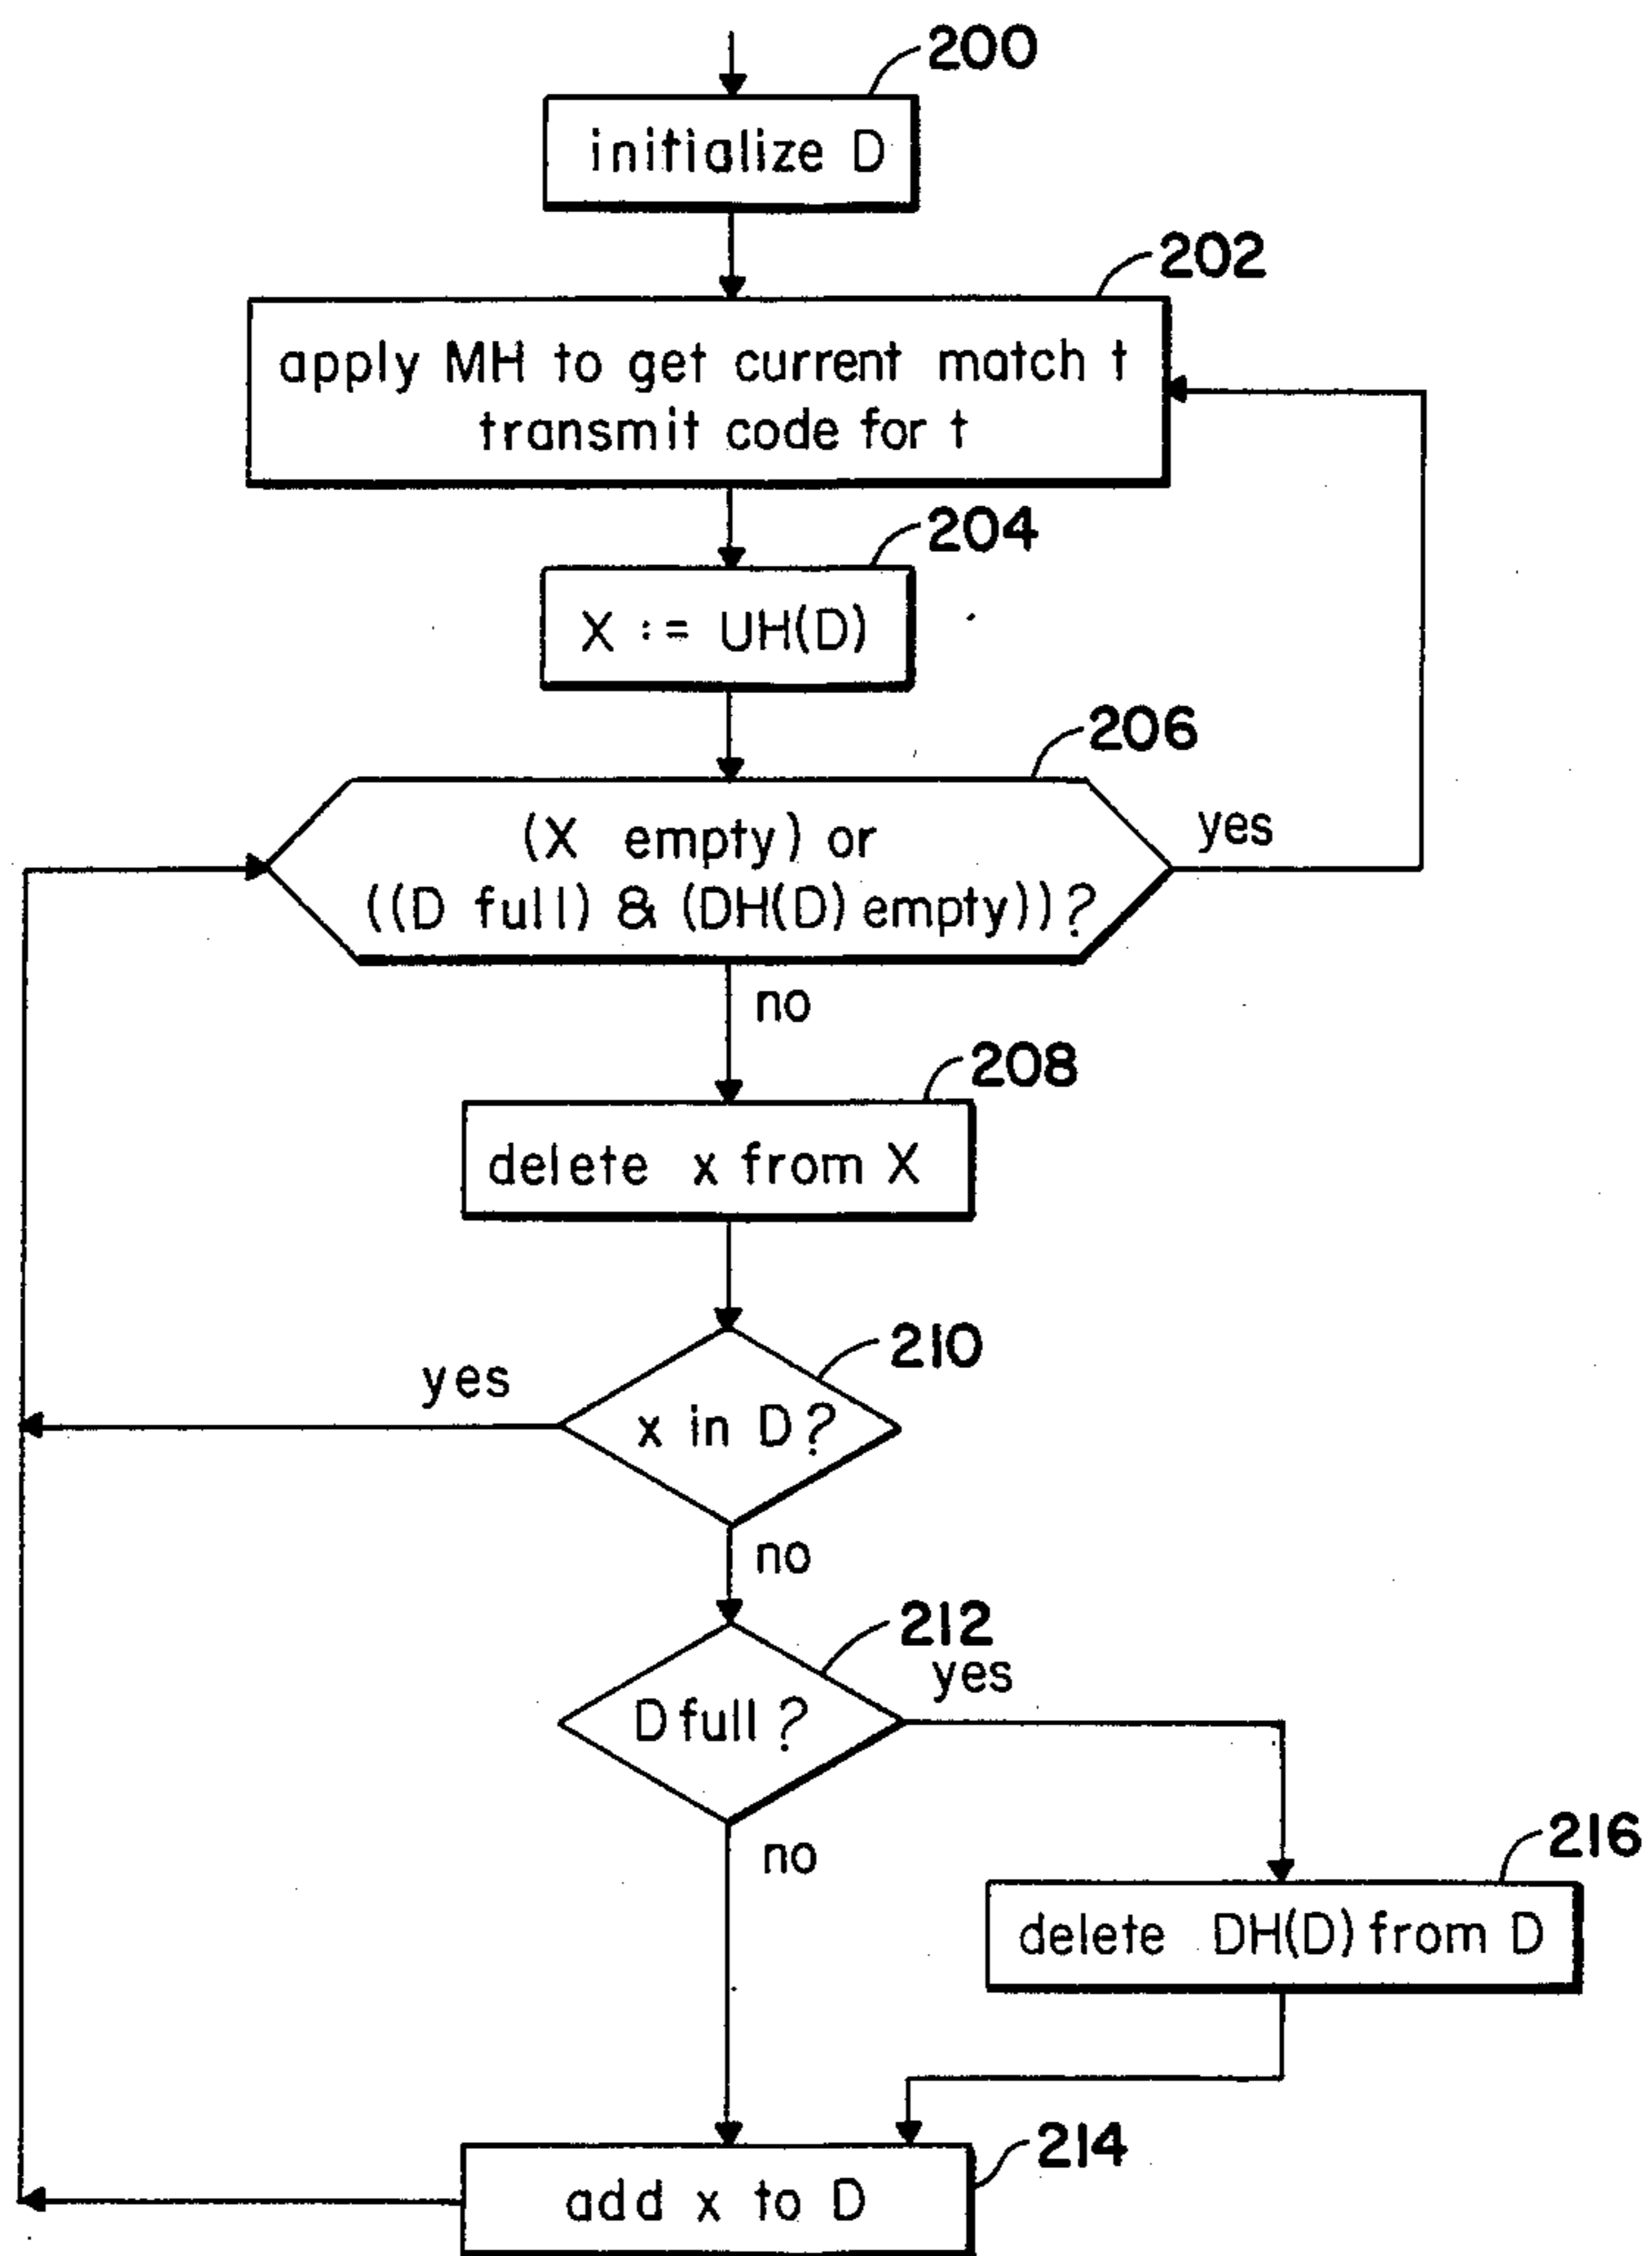 200
initialize D
202
apply MH to get current match t
transmit code for t
204
X := UH(D)
206
(X empty) or
((D full) & (DH(D) empty))?
yes
no
208
delete x from X
210
x in D?
yes
no
212
D full?
yes
no
216
delete DH(D) from D
214
add x to D